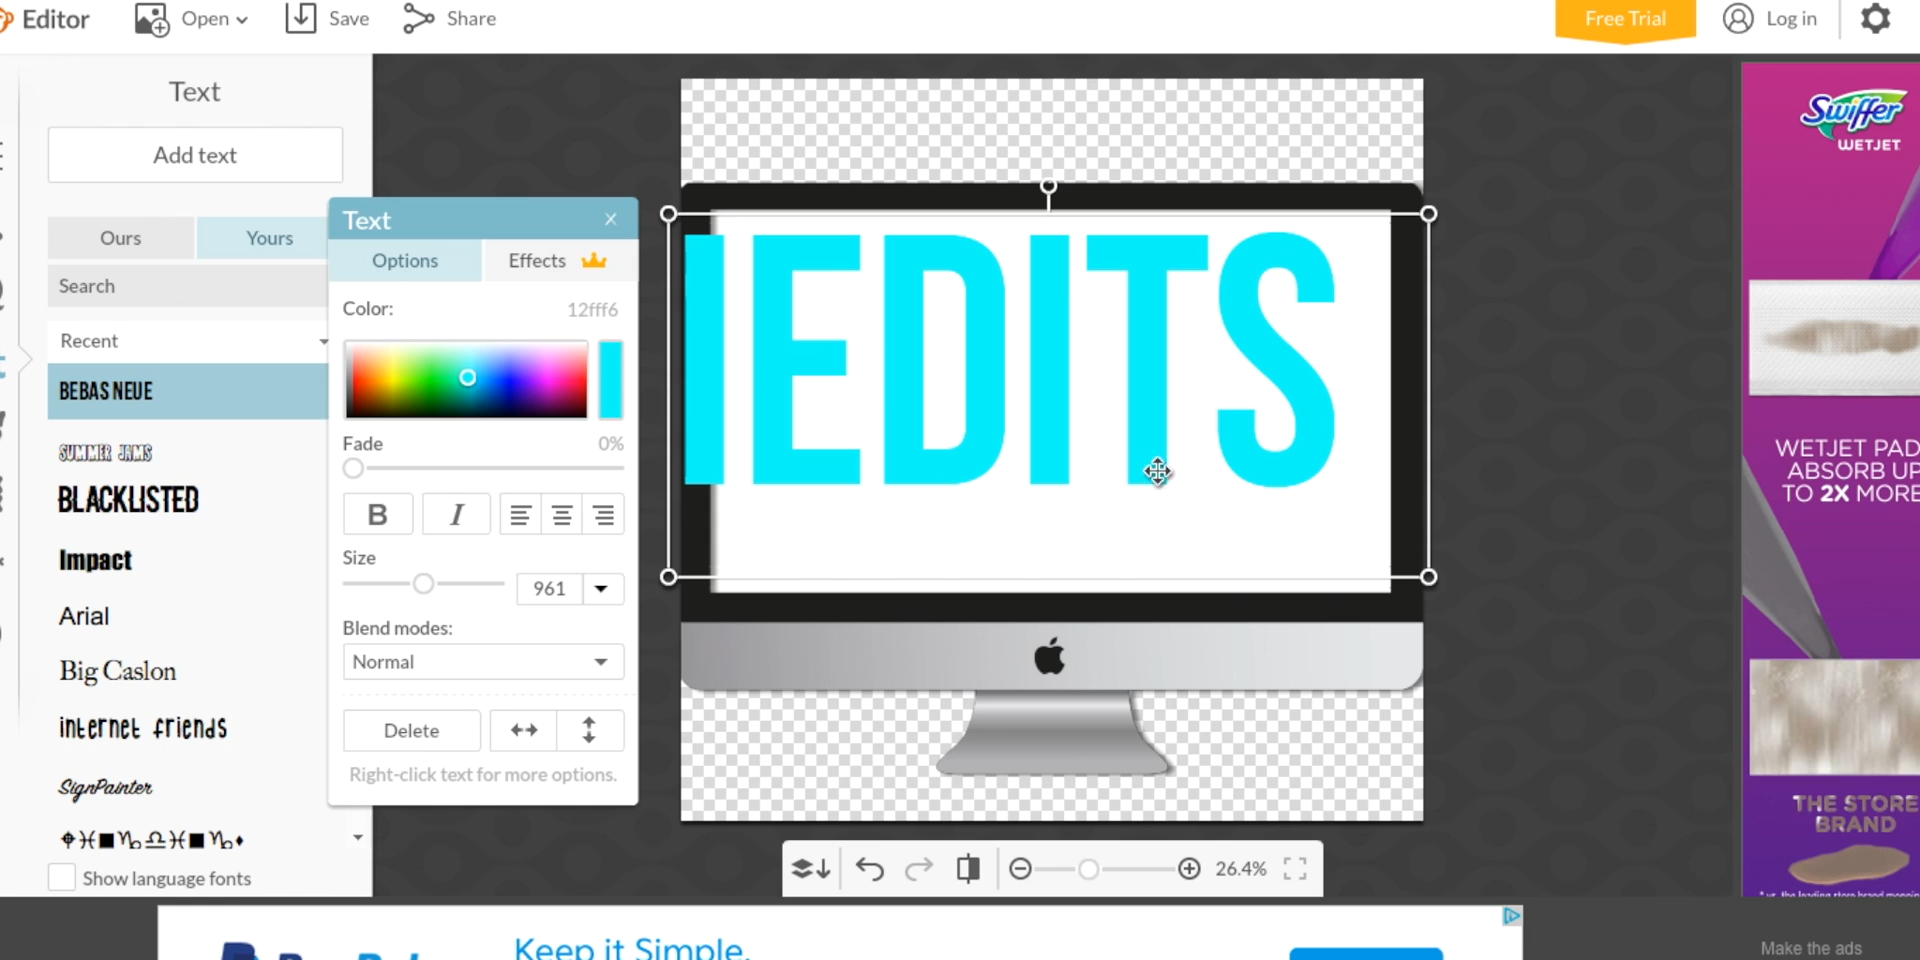 Editor
Open
Save
Share
Free Trial
Log in
Text
Add text
Ours
Yours
Search
Recent
BEBAS NEUE
SUMMER JAMS
BLACKLISTED
Impact
Arial
Big Caslon
internet friends
SignPainter
Show language fonts
Text
Options
Effects
Color:
12fff6
Fade
0%
B
I
Size
961
Blend modes:
Normal
Delete
Right-click text for more options.
IEDITS
26.4%
Swiffer
WETJET
WETJET PAD
ABSORB UP
TO 2X MORE
THE STORE
BRAND
Keep it Simple.
Make the ads